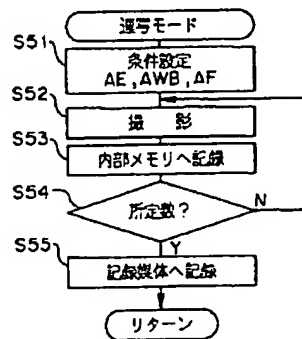 連写モード
S51
条件設定
AE,AWB,AF
S52
撮 影
S53
内部メモリへ記録
S54
所定数?
N
Y
S55
記録媒体へ記録
リターン